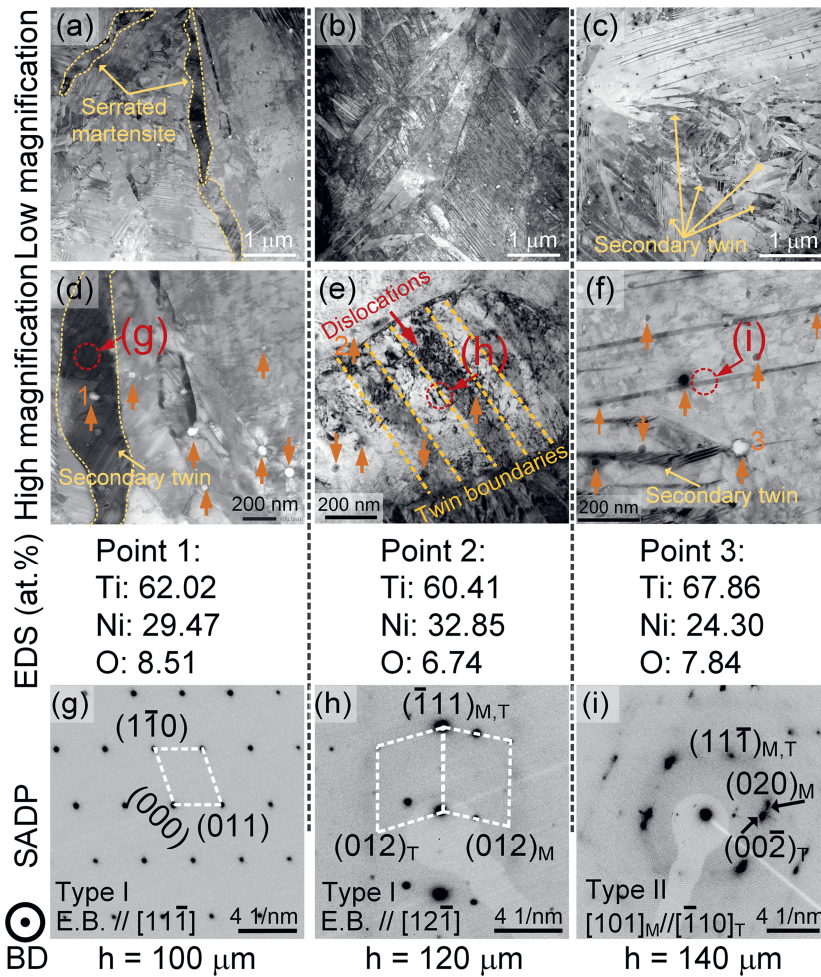 Low magnification
(a)
Serrated
martensite
1 μm
(b)
1 μm
(c)
Secondary twin
1 μm
High magnification
(d)
(g)
1
Secondary twin
200 nm
(e)
Dislocations
2
(h)
Twin boundaries
200 nm
(f)
(i)
3
Secondary twin
200 nm
EDS (at.%)
Point 1:
Ti: 62.02
Ni: 29.47
O: 8.51
Point 2:
Ti: 60.41
Ni: 32.85
O: 6.74
Point 3:
Ti: 67.86
Ni: 24.30
O: 7.84
SADP
(g)
(11̄0)
(000)
(011)
Type I
E.B. // [111̄]
4 1/nm
(h)
(1̄11)M,T
(012)T
(012)M
Type I
E.B. // [121̄]
4 1/nm
(i)
(111̄)M,T
(020)M
(002̄)T
Type II
[101]M//[1̄10]T
4 1/nm
BD
h = 100 μm
h = 120 μm
h = 140 μm